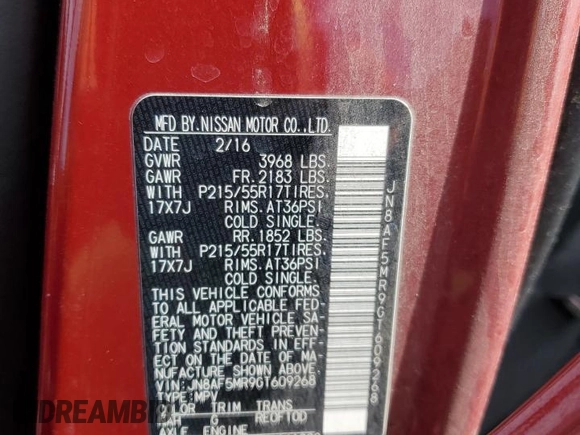 MFD BY.NISSAN MOTOR CO.,LTD.
DATE 2/16
GVWR 3968 LBS.
GAWR FR.2183 LBS.
WITH P215/55R17TIRES.
17X7J RIMS.AT36PSI
COLD SINGLE.
GAWR RR.1852 LBS.
WITH P215/55R17TIRES.
17X7J RIMS.AT36PSI
COLD SINGLE.
THIS VEHICLE CONFORMS
TO ALL APPLICABLE FED-
ERAL MOTOR VEHICLE SA-
FETY AND THEFT PREVEN-
TION STANDARDS IN EFF-
ECT ON THE DATE OF MA-
NUFACTURE SHOWN ABOVE.
VIN:JN8AF5MR9GT609268
TYPE:MPV
COLOR TRIM TRANS
G REOFTOD
AXLE ENGINE
JN8AF5MR9GT609268